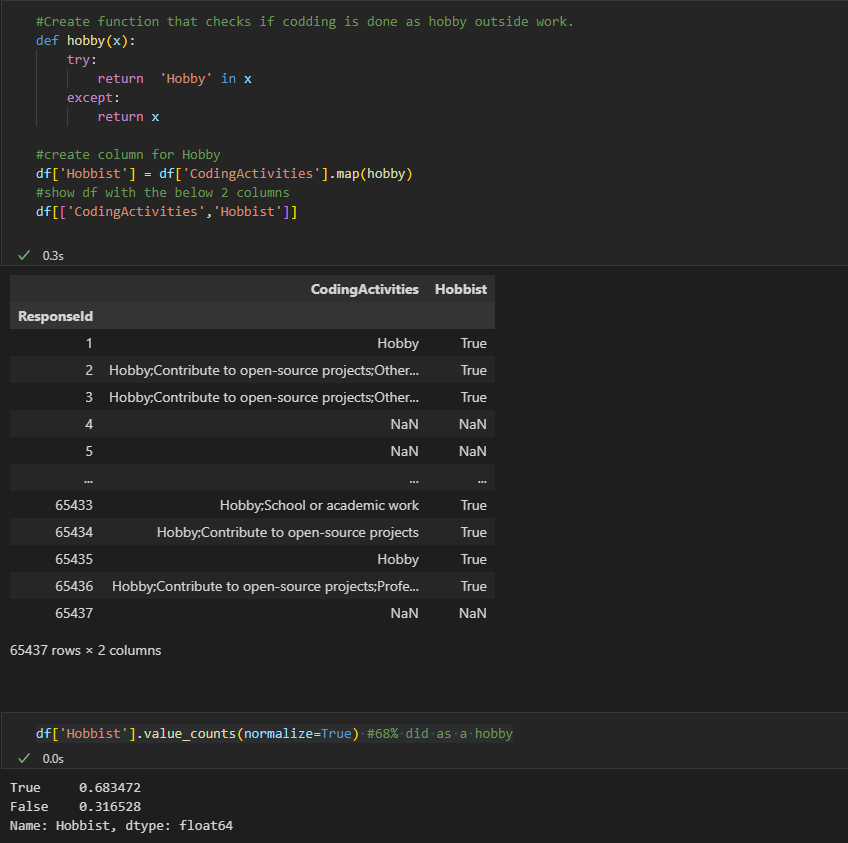 #Create function that checks if codding is done as hobby outside work.
def hobby(x):
    try:
        return  'Hobby' in x
    except:
        return x
#create column for Hobby
df['Hobbist'] = df['CodingActivities'].map(hobby)
#show df with the below 2 columns
df[['CodingActivities','Hobbist']]
✓ 0.3s
CodingActivities Hobbist
ResponseId
1 Hobby True
2 Hobby;Contribute to open-source projects;Other... True
3 Hobby;Contribute to open-source projects;Other... True
4 NaN NaN
5 NaN NaN
... ... ...
65433 Hobby;School or academic work True
65434 Hobby;Contribute to open-source projects True
65435 Hobby True
65436 Hobby;Contribute to open-source projects;Profe... True
65437 NaN NaN
65437 rows × 2 columns
df['Hobbist'].value_counts(normalize=True) #68% did as a hobby
✓ 0.0s
True     0.683472
False    0.316528
Name: Hobbist, dtype: float64